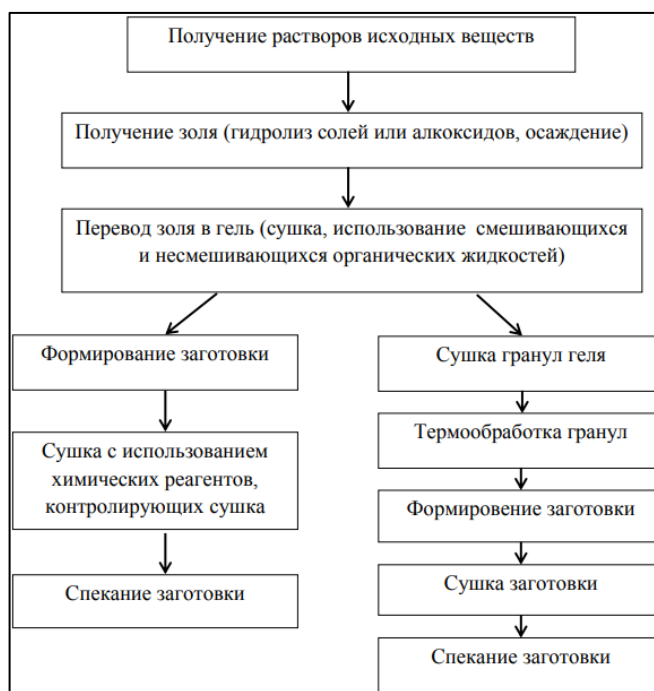 Получение растворов исходных веществ
Получение золя (гидролиз солей или алкоксидов, осаждение)
Перевод золя в гель (сушка, использование смешивающихся
и несмешивающихся органических жидкостей)
Формирование заготовки
Сушка с использованием
химических реагентов,
контролирующих сушка
Спекание заготовки
Сушка гранул геля
Термообработка гранул
Формировение заготовки
Сушка заготовки
Спекание заготовки